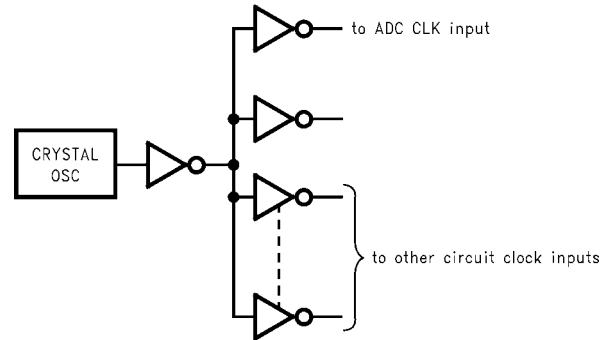 to ADC CLK input
CRYSTAL
OSC
to other circuit clock inputs